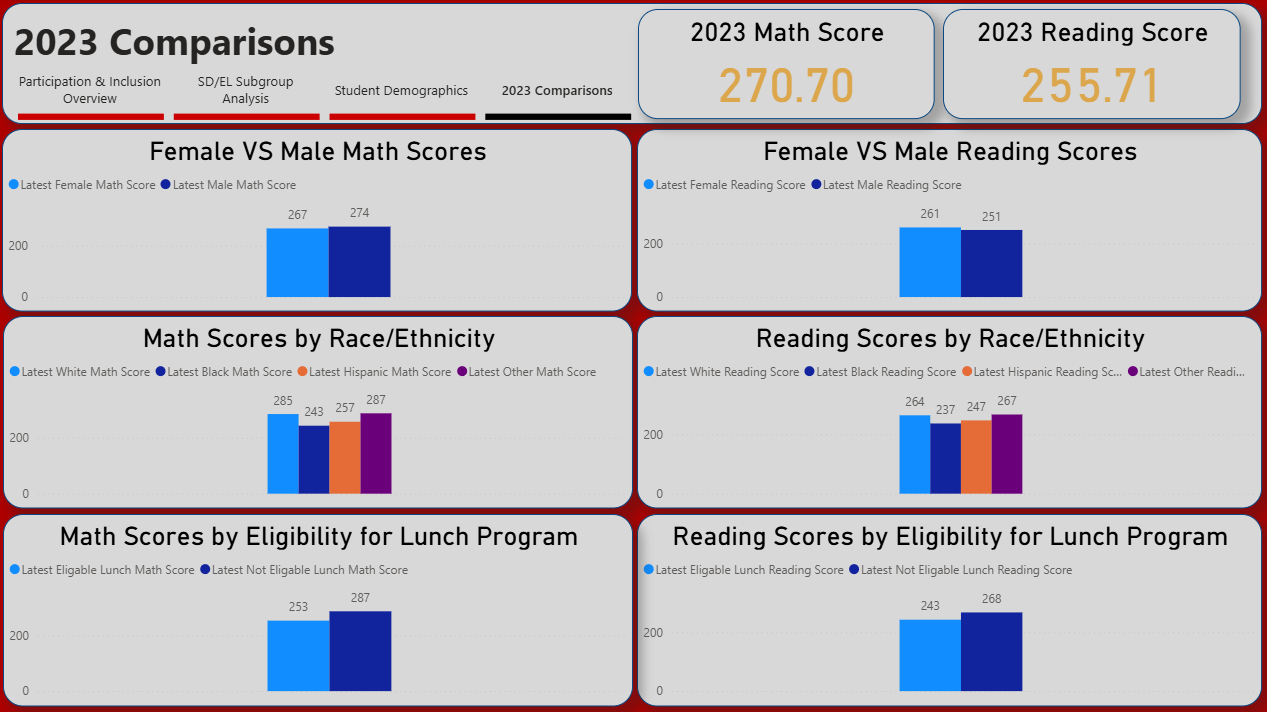 2023 Comparisons
Participation & Inclusion
Overview
SD/EL Subgroup
Analysis
Student Demographics
2023 Comparisons
2023 Math Score
270.70
2023 Reading Score
255.71
Female VS Male Math Scores
Latest Female Math Score Latest Male Math Score
267
274
200
0
Female VS Male Reading Scores
Latest Female Reading Score Latest Male Reading Score
261
251
200
0
Math Scores by Race/Ethnicity
Latest White Math Score Latest Black Math Score Latest Hispanic Math Score Latest Other Math Score
285
243
257
287
200
0
Reading Scores by Race/Ethnicity
Latest White Reading Score Latest Black Reading Score Latest Hispanic Reading Sc... Latest Other Readi...
264
237
247
267
200
0
Math Scores by Eligibility for Lunch Program
Latest Eligable Lunch Math Score Latest Not Eligable Lunch Math Score
253
287
200
0
Reading Scores by Eligibility for Lunch Program
Latest Eligable Lunch Reading Score Latest Not Eligable Lunch Reading Score
243
268
200
0